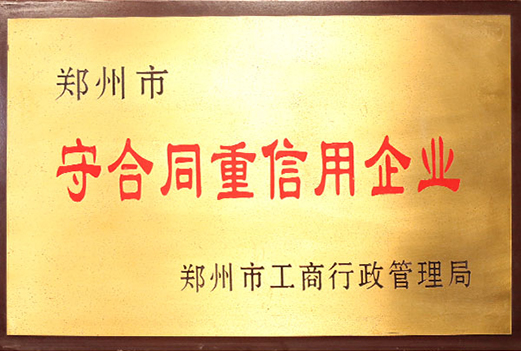 郑州市
守合同重信用企业
郑州市工商行政管理局